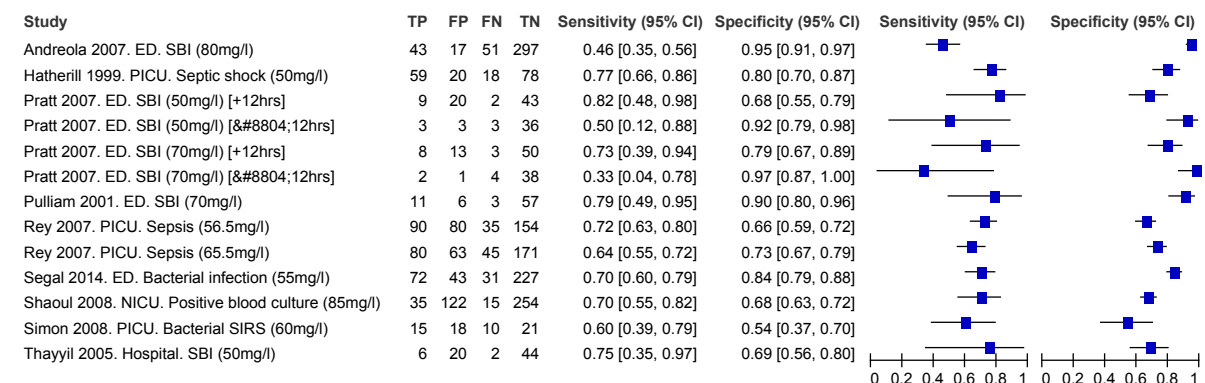 Study TP FP FN TN Sensitivity (95% CI) Specificity (95% CI) Sensitivity (95% CI) Specificity (95% CI)
Andreola 2007. ED. SBI (80mg/l) 43 17 51 297 0.46 [0.35, 0.56] 0.95 [0.91, 0.97]
Hatherill 1999. PICU. Septic shock (50mg/l) 59 20 18 78 0.77 [0.66, 0.86] 0.80 [0.70, 0.87]
Pratt 2007. ED. SBI (50mg/l) [+12hrs] 9 20 2 43 0.82 [0.48, 0.98] 0.68 [0.55, 0.79]
Pratt 2007. ED. SBI (50mg/l) [&#8804;12hrs] 3 3 3 36 0.50 [0.12, 0.88] 0.92 [0.79, 0.98]
Pratt 2007. ED. SBI (70mg/l) [+12hrs] 8 13 3 50 0.73 [0.39, 0.94] 0.79 [0.67, 0.89]
Pratt 2007. ED. SBI (70mg/l) [&#8804;12hrs] 2 1 4 38 0.33 [0.04, 0.78] 0.97 [0.87, 1.00]
Pulliam 2001. ED. SBI (70mg/l) 11 6 3 57 0.79 [0.49, 0.95] 0.90 [0.80, 0.96]
Rey 2007. PICU. Sepsis (56.5mg/l) 90 80 35 154 0.72 [0.63, 0.80] 0.66 [0.59, 0.72]
Rey 2007. PICU. Sepsis (65.5mg/l) 80 63 45 171 0.64 [0.55, 0.72] 0.73 [0.67, 0.79]
Segal 2014. ED. Bacterial infection (55mg/l) 72 43 31 227 0.70 [0.60, 0.79] 0.84 [0.79, 0.88]
Shaoul 2008. NICU. Positive blood culture (85mg/l) 35 122 15 254 0.70 [0.55, 0.82] 0.68 [0.63, 0.72]
Simon 2008. PICU. Bacterial SIRS (60mg/l) 15 18 10 21 0.60 [0.39, 0.79] 0.54 [0.37, 0.70]
Thayyil 2005. Hospital. SBI (50mg/l) 6 20 2 44 0.75 [0.35, 0.97] 0.69 [0.56, 0.80]
0 0.2 0.4 0.6 0.8 1 0 0.2 0.4 0.6 0.8 1